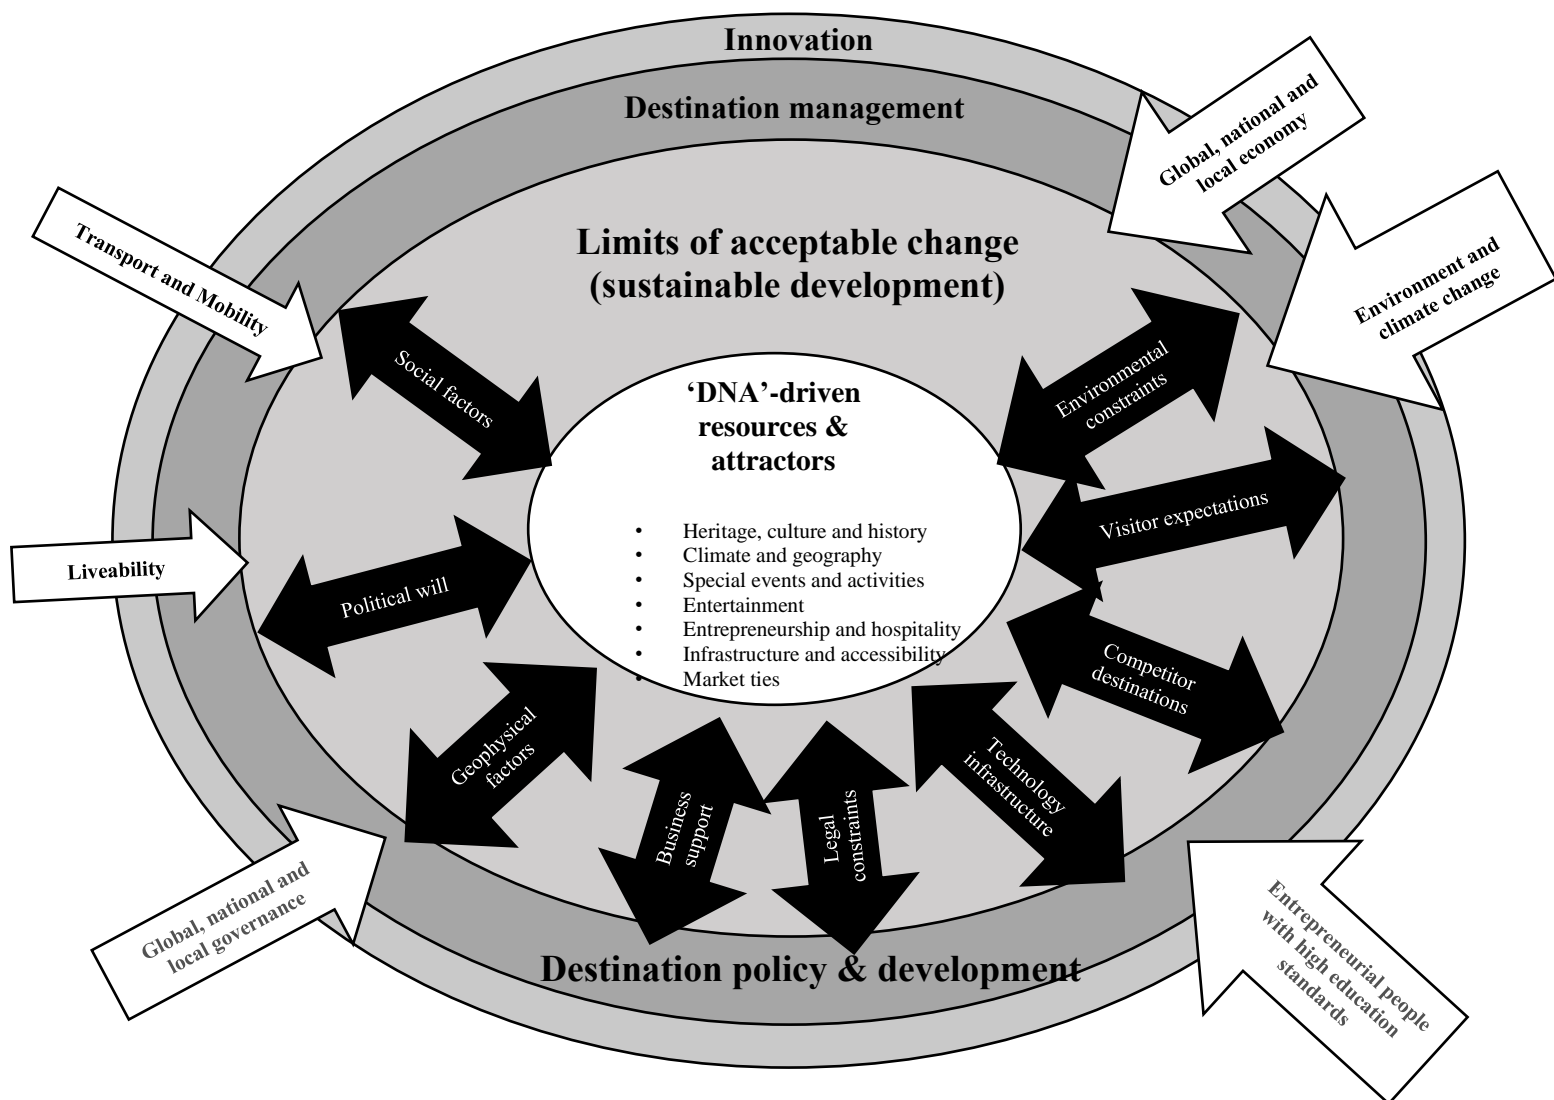 Innovation
Destination management
Global, national and
local economy
Transport and Mobility
Limits of acceptable change
(sustainable development)
Environment and
climate change
Social factors
Environmental
constraints
‘DNA’-driven
resources &
attractors
• Heritage, culture and history
• Climate and geography
• Special events and activities
• Entertainment
• Entrepreneurship and hospitality
• Infrastructure and accessibility
• Market ties
Visitor expectations
Liveability
Political will
Competitor
destinations
Geophysical
factors
Business
support
Legal
constraints
Technology
infrastructure
Global, national and
local governance
Destination policy & development
Entrepreneurial people
with high education
standards